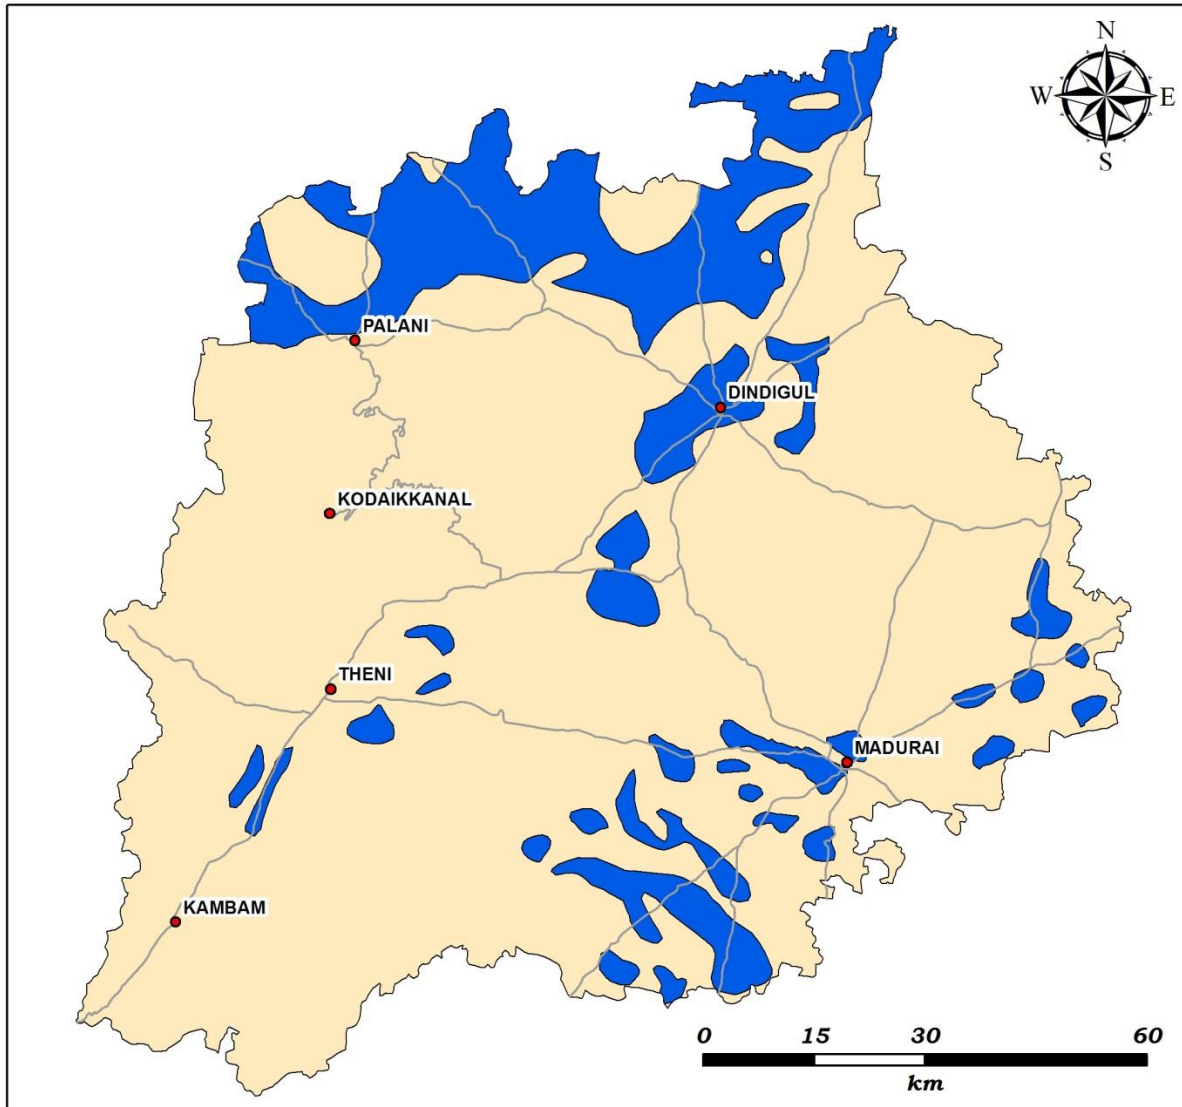 N
W E
S
PALANI
DINDIGUL
KODAIKKANAL
THENI
MADURAI
KAMBAM
0 15 30 60
km